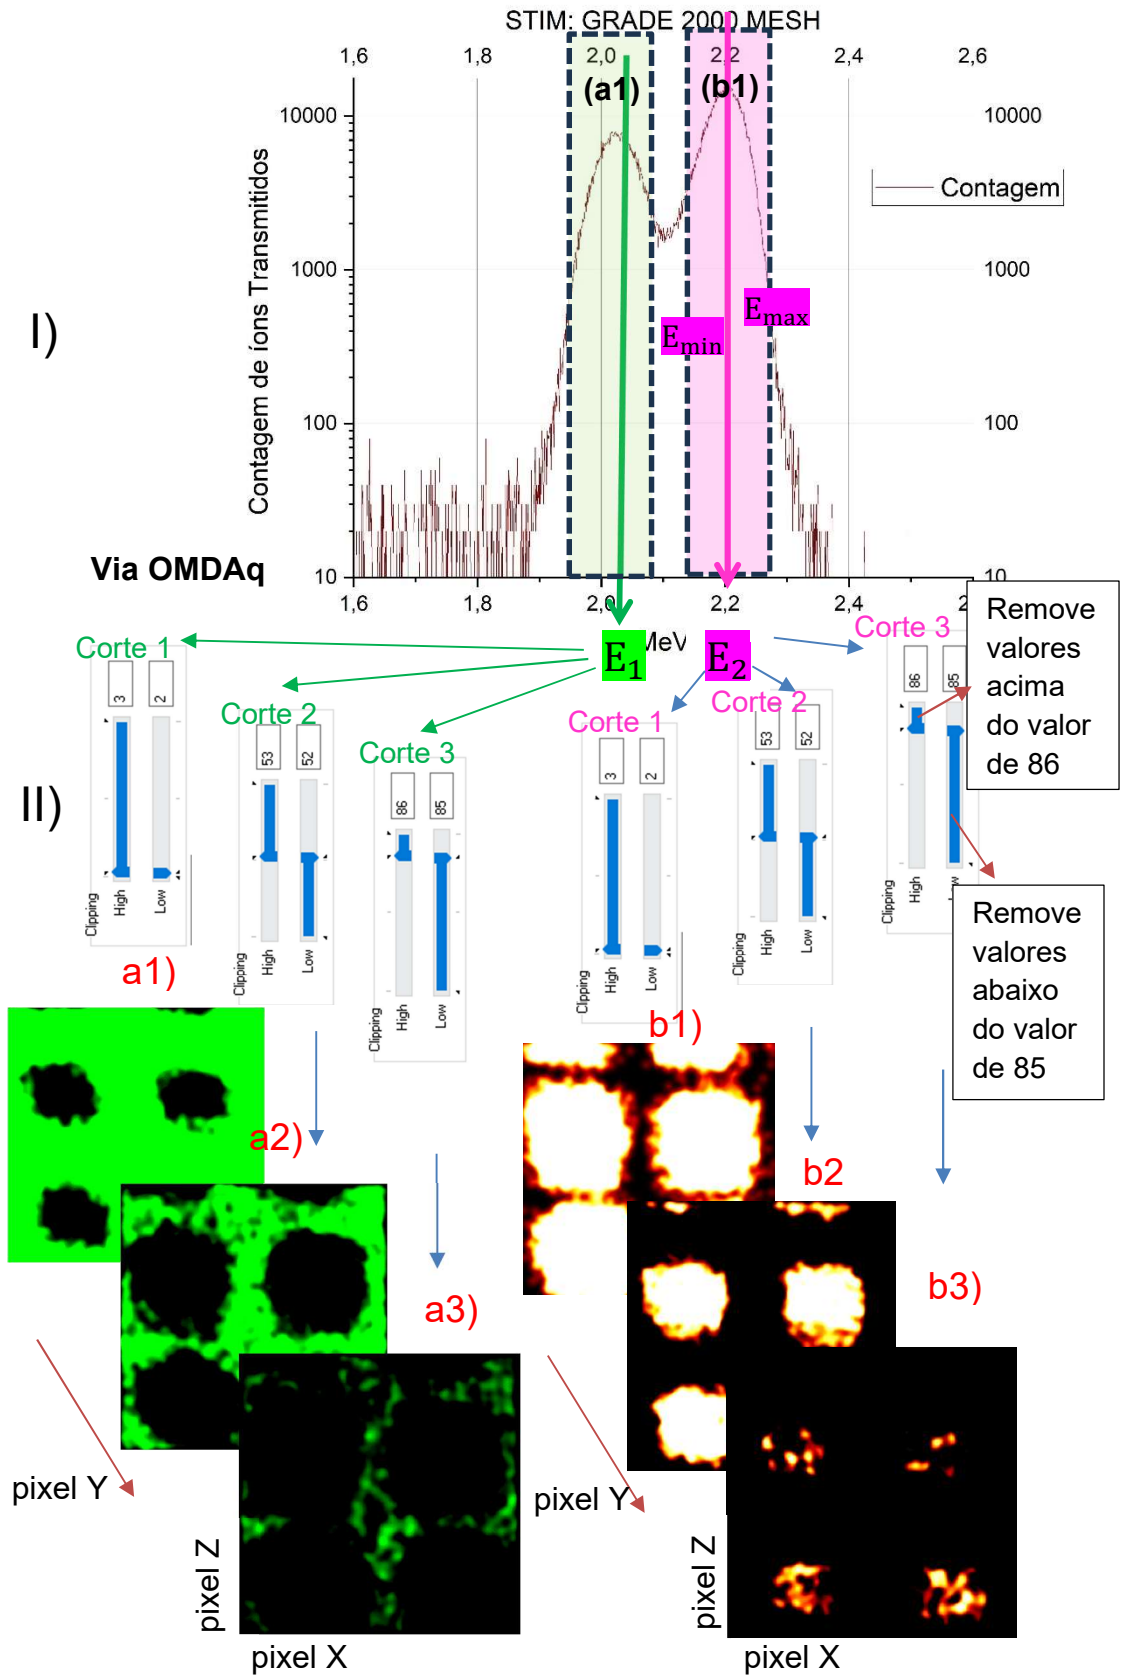 STIM: GRADE 2000 MESH
1,6 1,8 2,0 2,2 2,4 2,6
(a1) (b1)
10000 10000
Contagem
Contagem de íons Transmitidos
1000 1000
E_max
E_min
I)
100 100
Via OMDAq
10 10
1,6 1,8 2,0 2,2 2,4 2
MeV
E_1 E_2
Corte 1
3 2
Clipping
High
Low
Corte 2
53 52
Clipping
High
Low
Corte 3
86 85
Clipping
High
Low
Corte 1
3 2
Clipping
High
Low
Corte 2
53 52
Clipping
High
Low
Corte 3
86 85
Clipping
High
Remove
valores
acima
do valor
de 86
II)
Remove
valores
abaixo
do valor
de 85
a1)
b1)
a2)
b2
a3)
b3)
pixel Y
pixel Y
pixel Z
pixel Z
pixel X
pixel X